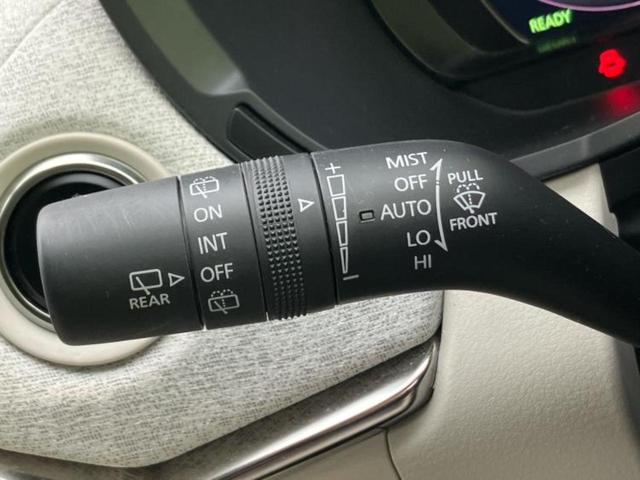 READY
MIST
OFF
AUTO
LO
HI
PULL
FRONT
+
-
ON
INT
OFF
REAR